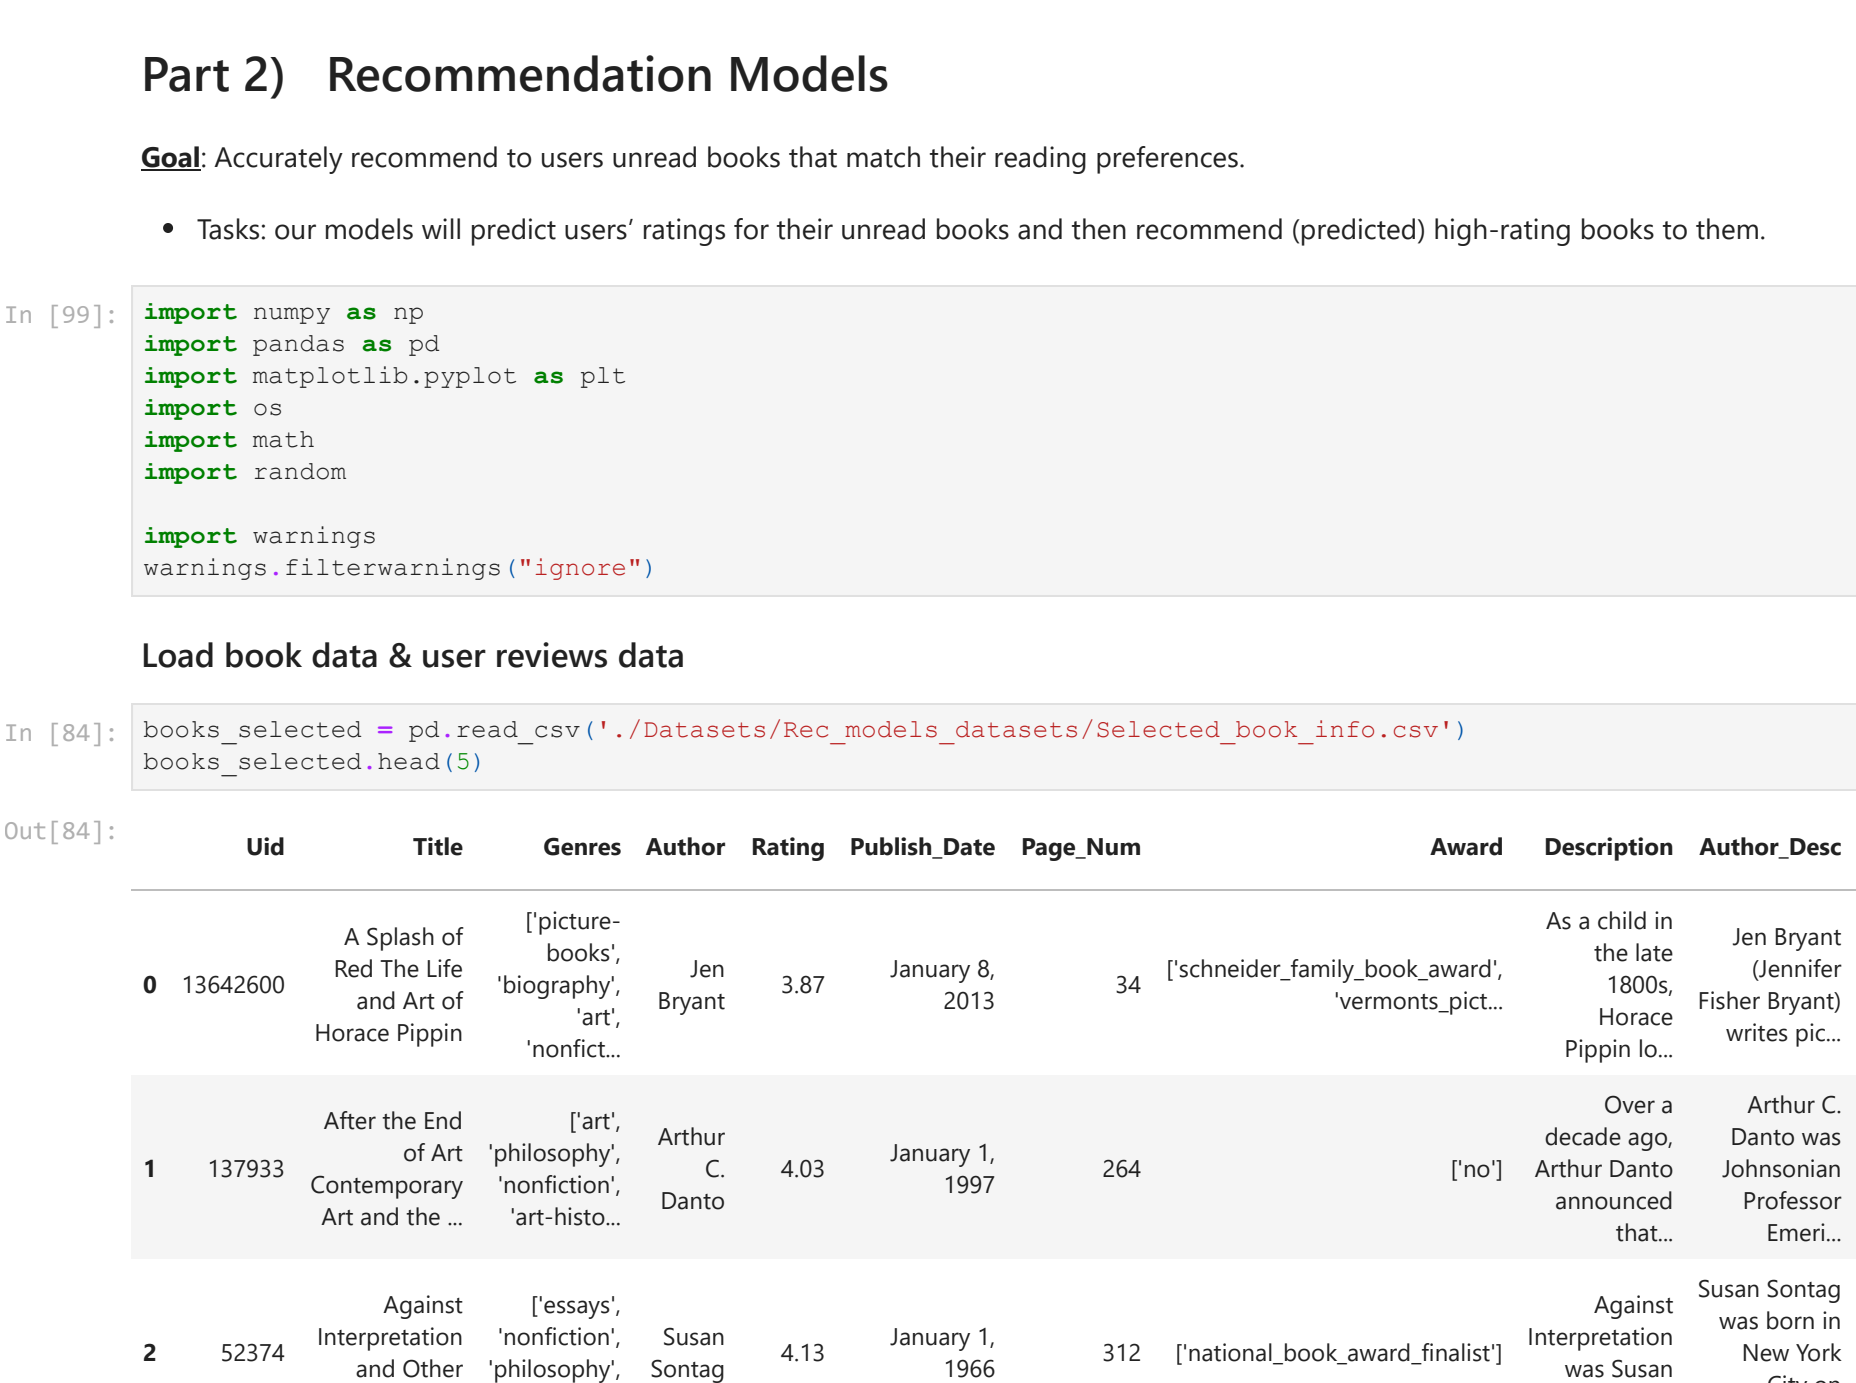 Part 2) Recommendation Models
Goal: Accurately recommend to users unread books that match their reading preferences.
• Tasks: our models will predict users’ ratings for their unread books and then recommend (predicted) high-rating books to them.
In [99]:
import numpy as np
import pandas as pd
import matplotlib.pyplot as plt
import os
import math
import random
import warnings
warnings.filterwarnings("ignore")
Load book data & user reviews data
In [84]:
books_selected = pd.read_csv('./Datasets/Rec_models_datasets/Selected_book_info.csv')
books_selected.head(5)
Out[84]:
Uid Title Genres Author Rating Publish_Date Page_Num Award Description Author_Desc
0
13642600
A Splash of
Red The Life
and Art of
Horace Pippin
['picture-
books',
'biography',
'art',
'nonfict...
Jen
Bryant
3.87
January 8,
2013
34
['schneider_family_book_award',
'vermonts_pict...
As a child in
the late
1800s,
Horace
Pippin lo...
Jen Bryant
(Jennifer
Fisher Bryant)
writes pic...
1
137933
After the End
of Art
Contemporary
Art and the ...
['art',
'philosophy',
'nonfiction',
'art-histo...
Arthur
C.
Danto
4.03
January 1,
1997
264
['no']
Over a
decade ago,
Arthur Danto
announced
that...
Arthur C.
Danto was
Johnsonian
Professor
Emeri...
2
52374
Against
Interpretation
and Other
['essays',
'nonfiction',
'philosophy',
Susan
Sontag
4.13
January 1,
1966
312
['national_book_award_finalist']
Against
Interpretation
was Susan
Susan Sontag
was born in
New York